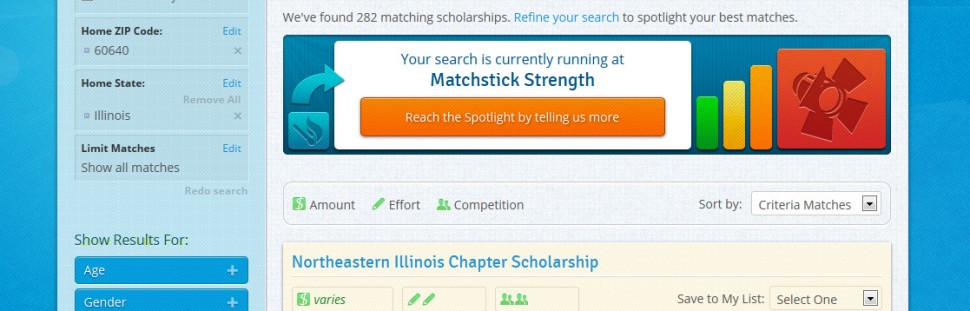 Home ZIP Code: Edit
60640
Home State: Edit
Remove All
Illinois
Limit Matches Edit
Show all matches
Redo search
Show Results For:
Age
Gender
We've found 282 matching scholarships. Refine your search to spotlight your best matches.
Your search is currently running at
Matchstick Strength
Reach the Spotlight by telling us more
Amount Effort Competition Sort by: Criteria Matches
Northeastern Illinois Chapter Scholarship
varies Save to My List: Select One